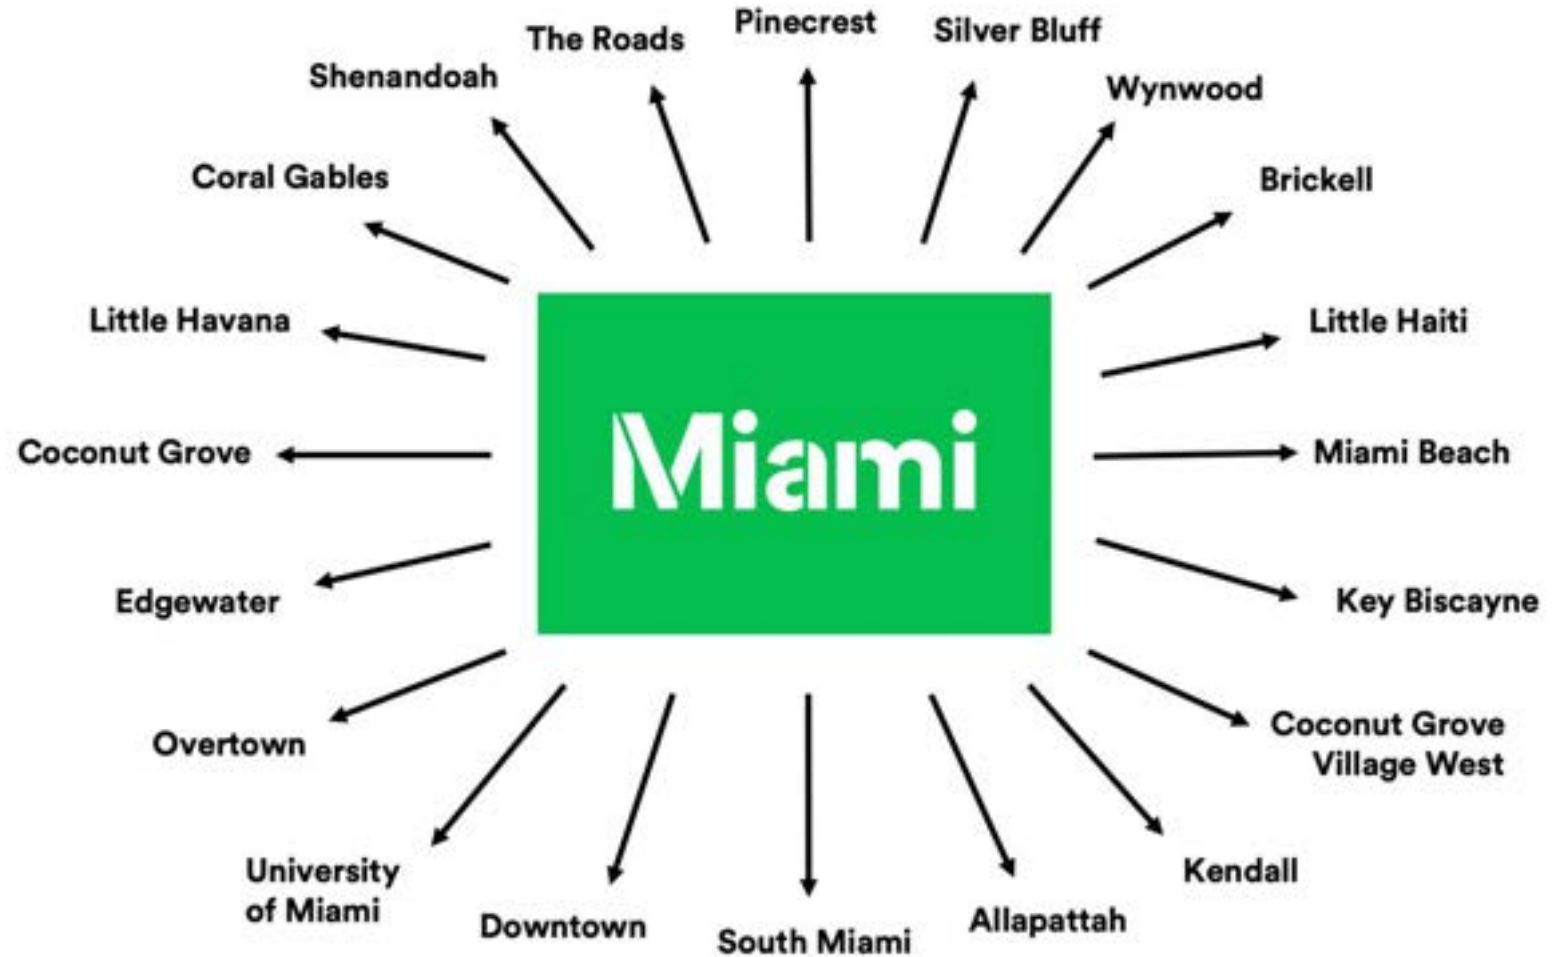 Pinecrest
Silver Bluff
The Roads
Shenandoah
Wynwood
Coral Gables
Brickell
Little Havana
Little Haiti
Miami
Coconut Grove
Miami Beach
Edgewater
Key Biscayne
Overtown
Coconut Grove
Village West
University
of Miami
Kendall
Downtown
South Miami
Allapattah